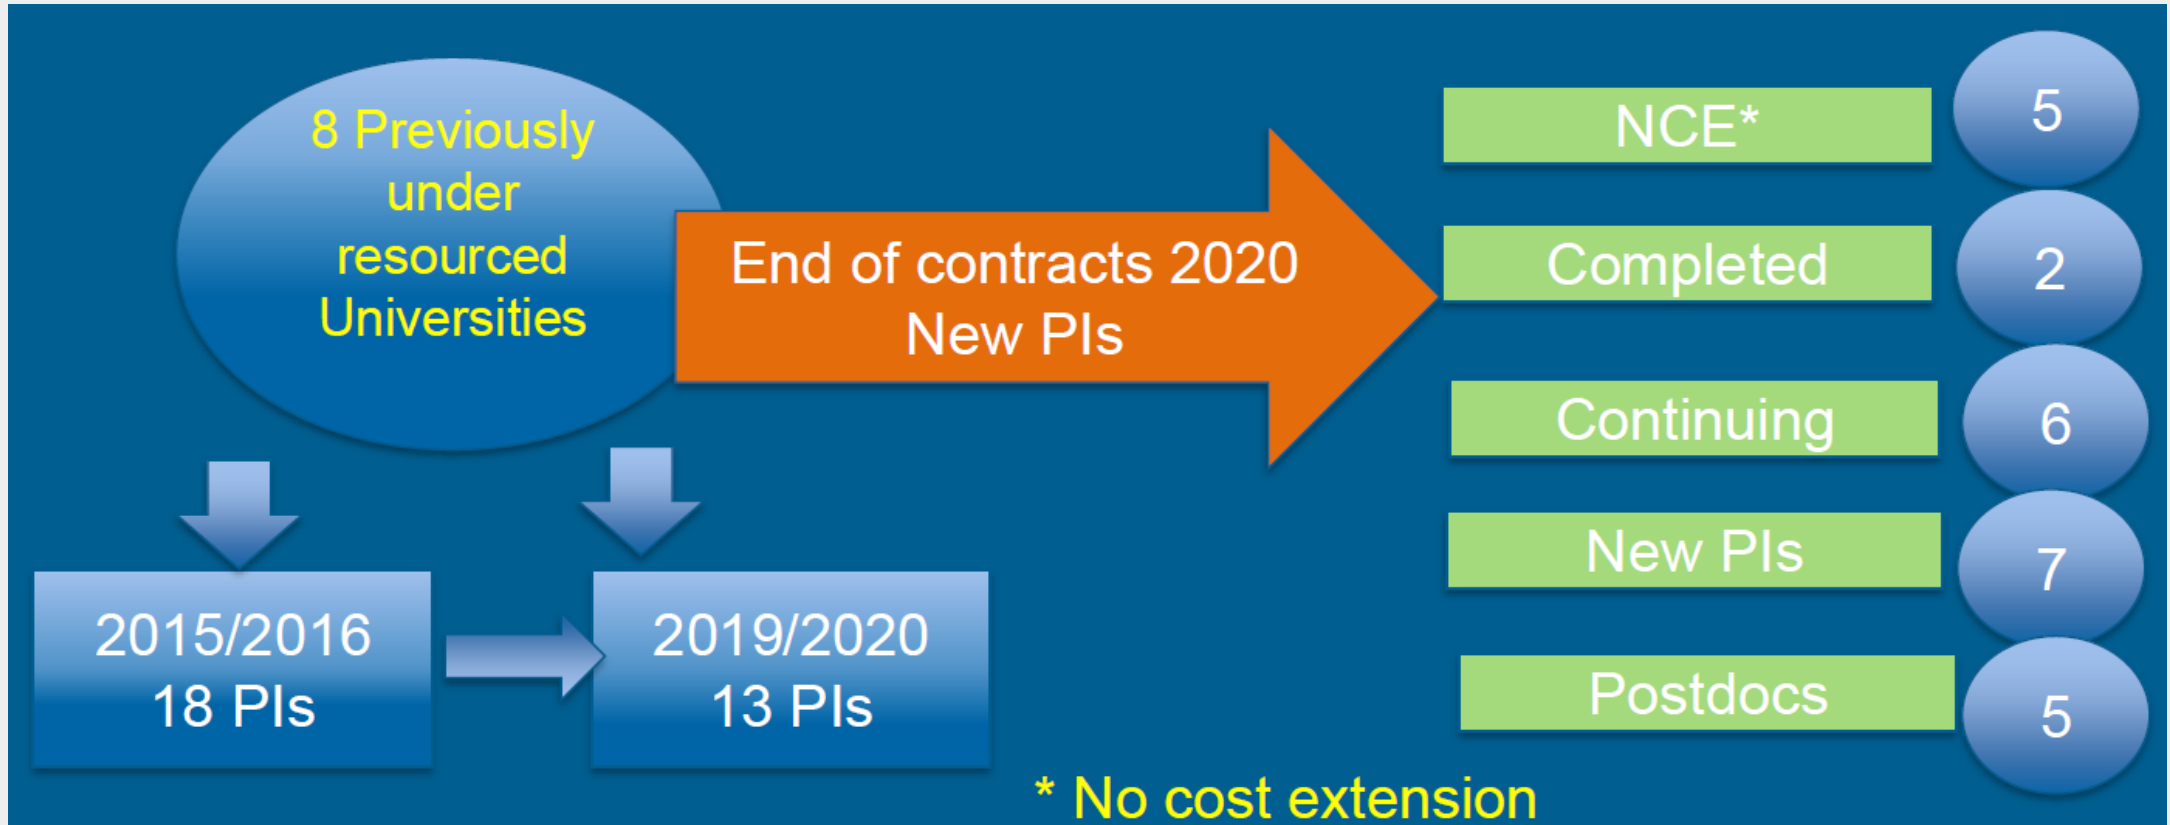 8 Previously
under
resourced
Universities
End of contracts 2020
New PIs
2015/2016
18 PIs
2019/2020
13 PIs
NCE*
5
Completed
2
Continuing
6
New PIs
7
Postdocs
5
* No cost extension